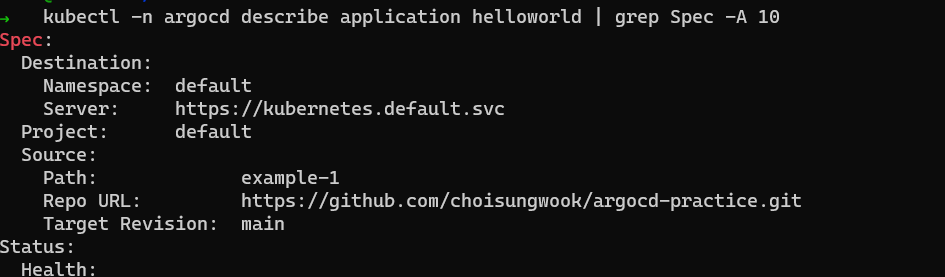 → kubectl -n argocd describe application helloworld | grep Spec -A 10
Spec:
  Destination:
    Namespace:  default
    Server:     https://kubernetes.default.svc
  Project:      default
  Source:
    Path:             example-1
    Repo URL:         https://github.com/choisungwook/argocd-practice.git
    Target Revision:  main
Status:
  Health: